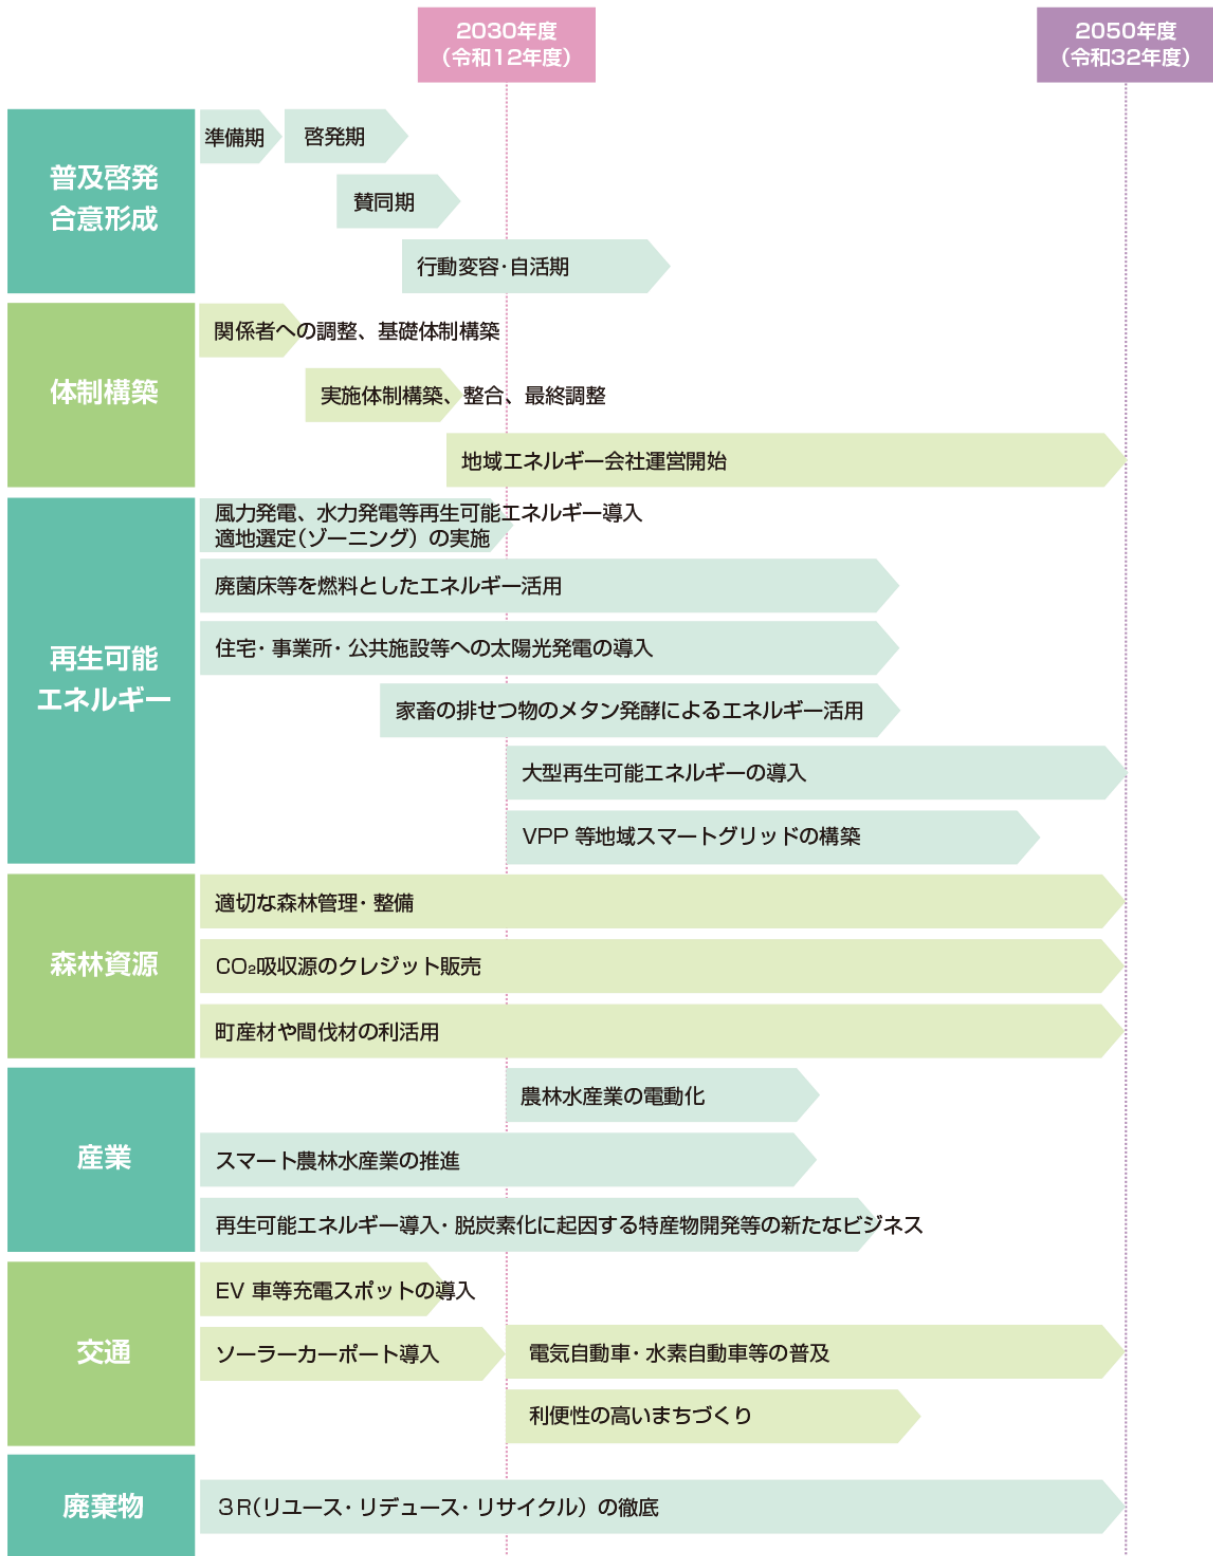 2030年度
(令和12年度)
2050年度
(令和32年度)
普及啓発
合意形成
準備期
啓発期
賛同期
行動変容・自活期
体制構築
関係者への調整、基礎体制構築
実施体制構築、整合、最終調整
地域エネルギー会社運営開始
再生可能
エネルギー
風力発電、水力発電等再生可能エネルギー導入
適地選定(ゾーニング)の実施
廃菌床等を燃料としたエネルギー活用
住宅・事業所・公共施設等への太陽光発電の導入
家畜の排せつ物のメタン発酵によるエネルギー活用
大型再生可能エネルギーの導入
VPP 等地域スマートグリッドの構築
森林資源
適切な森林管理・整備
CO₂吸収源のクレジット販売
町産材や間伐材の利活用
産業
農林水産業の電動化
スマート農林水産業の推進
再生可能エネルギー導入・脱炭素化に起因する特産物開発等の新たなビジネス
交通
EV 車等充電スポットの導入
ソーラーカーポート導入
電気自動車・水素自動車等の普及
利便性の高いまちづくり
廃棄物
3R(リユース・リデュース・リサイクル)の徹底